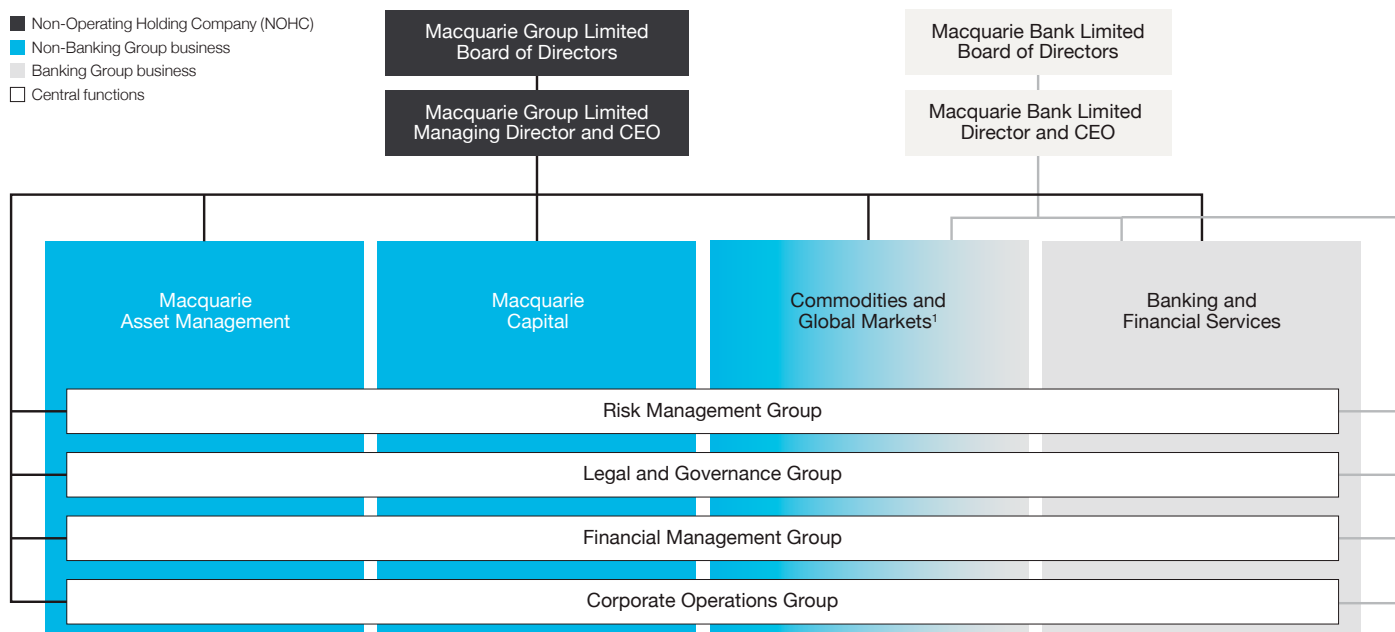 Non-Operating Holding Company (NOHC)
Non-Banking Group business
Banking Group business
Central functions
Macquarie Group Limited
Board of Directors
Macquarie Bank Limited
Board of Directors
Macquarie Group Limited
Managing Director and CEO
Macquarie Bank Limited
Director and CEO
Macquarie
Asset Management
Macquarie
Capital
Commodities and
Global Markets¹
Banking and
Financial Services
Risk Management Group
Legal and Governance Group
Financial Management Group
Corporate Operations Group